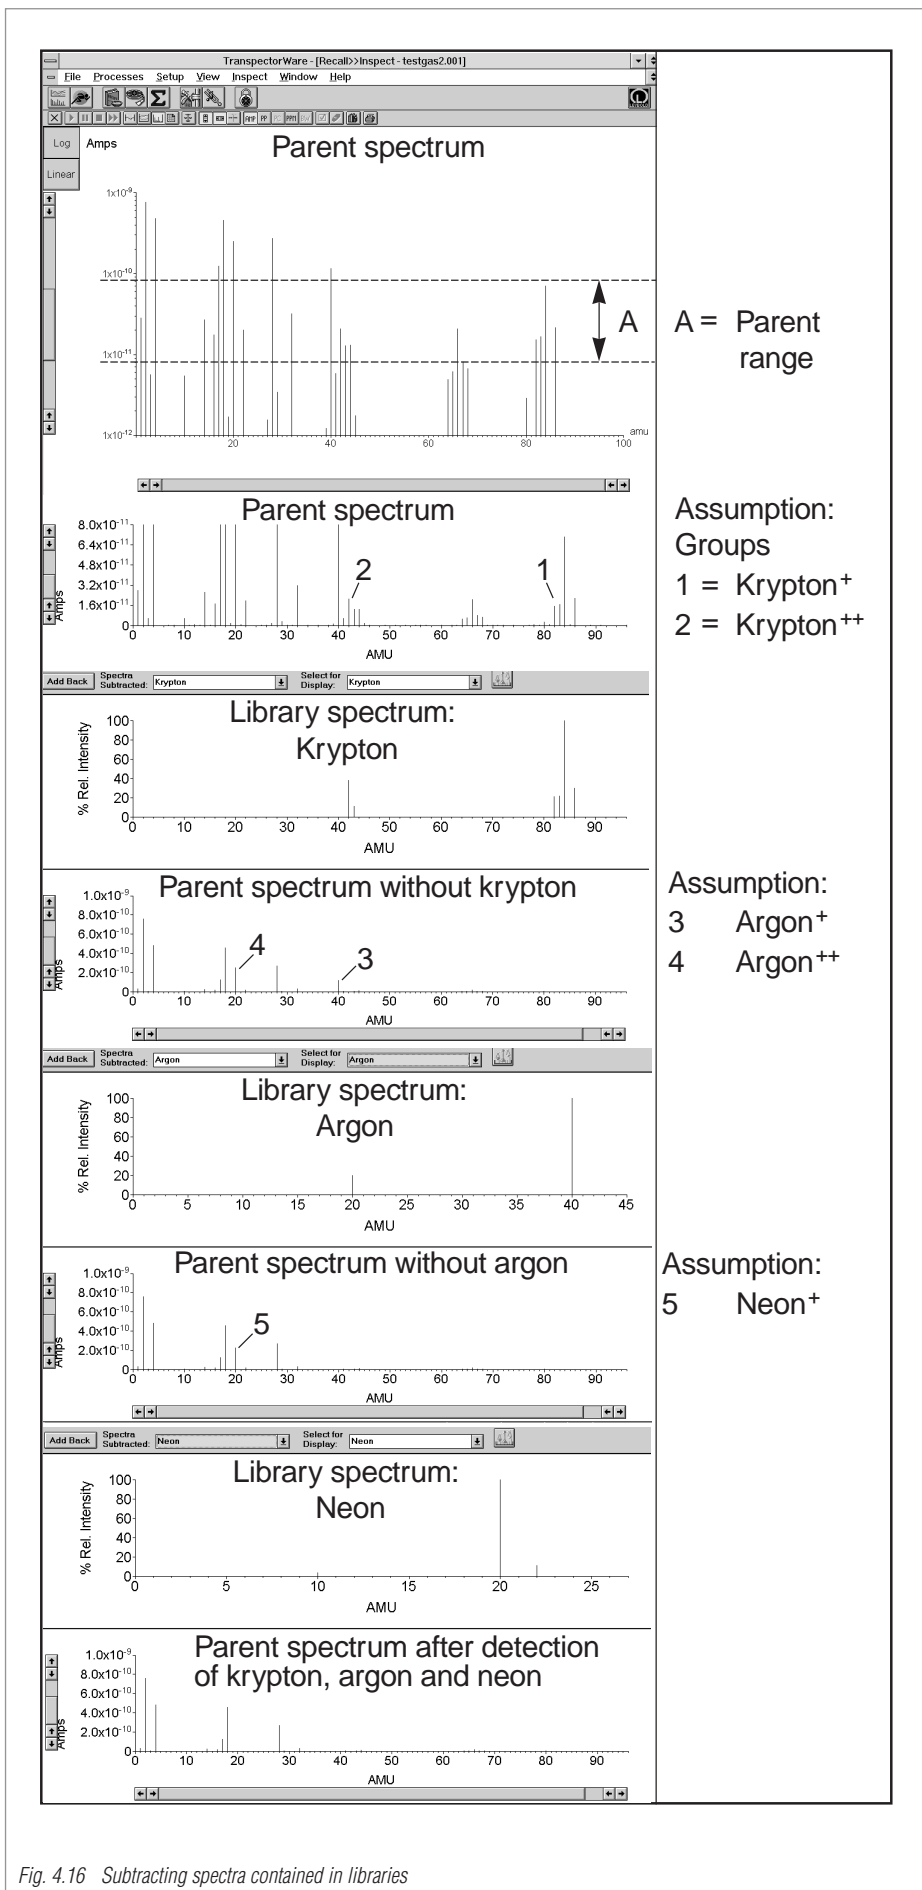 TranspectorWare - [Recall>>Inspect - testgas2.001]
File Processes Setup View Inspect Window Help
AMP PP PPM
Log
Linear
Amps
Parent spectrum
1x10-9
1x10-10
1x10-11
1x10-12
20 40 60 80 100
amu
A
A = Parent
range
Parent spectrum
8.0x10-11
6.4x10-11
4.8x10-11
3.2x10-11
1.6x10-11
0
Amps
2
1
0 10 20 30 40 50 60 70 80 90
AMU
Assumption:
Groups
1 = Krypton+
2 = Krypton++
Add Back Spectra Subtracted: Krypton Select for Display: Krypton
Library spectrum:
Krypton
% Rel. Intensity
100
80
60
40
20
0
0 10 20 30 40 50 60 70 80 90
AMU
Parent spectrum without krypton
1.0x10-9
8.0x10-10
6.0x10-10
4.0x10-10
2.0x10-10
0
Amps
4
3
0 10 20 30 40 50 60 70 80 90
AMU
Assumption:
3 Argon+
4 Argon++
Add Back Spectra Subtracted: Argon Select for Display: Argon
Library spectrum:
Argon
% Rel. Intensity
100
80
60
40
20
0
0 5 10 15 20 25 30 35 40 45
AMU
Parent spectrum without argon
1.0x10-9
8.0x10-10
6.0x10-10
4.0x10-10
2.0x10-10
0
Amps
5
0 10 20 30 40 50 60 70 80 90
AMU
Assumption:
5 Neon+
Add Back Spectra Subtracted: Neon Select for Display: Neon
Library spectrum:
Neon
% Rel. Intensity
100
80
60
40
20
0
0 5 10 15 20 25
AMU
Parent spectrum after detection
of krypton, argon and neon
1.0x10-9
8.0x10-10
6.0x10-10
4.0x10-10
2.0x10-10
0
Amps
0 10 20 30 40 50 60 70 80 90
AMU
Fig. 4.16 Subtracting spectra contained in libraries